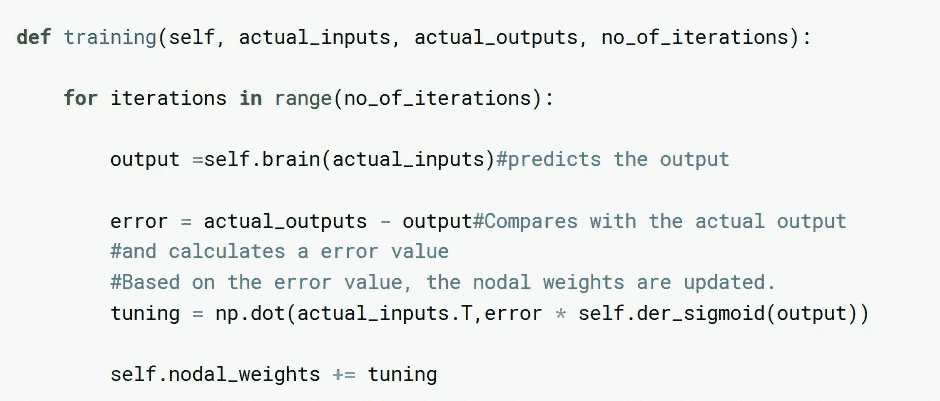 def training(self, actual_inputs, actual_outputs, no_of_iterations):
for iterations in range(no_of_iterations):
output =self.brain(actual_inputs)#predicts the output
error = actual_outputs - output#Compares with the actual output
#and calculates a error value
#Based on the error value, the nodal weights are updated.
tuning = np.dot(actual_inputs.T,error * self.der_sigmoid(output))
self.nodal_weights += tuning